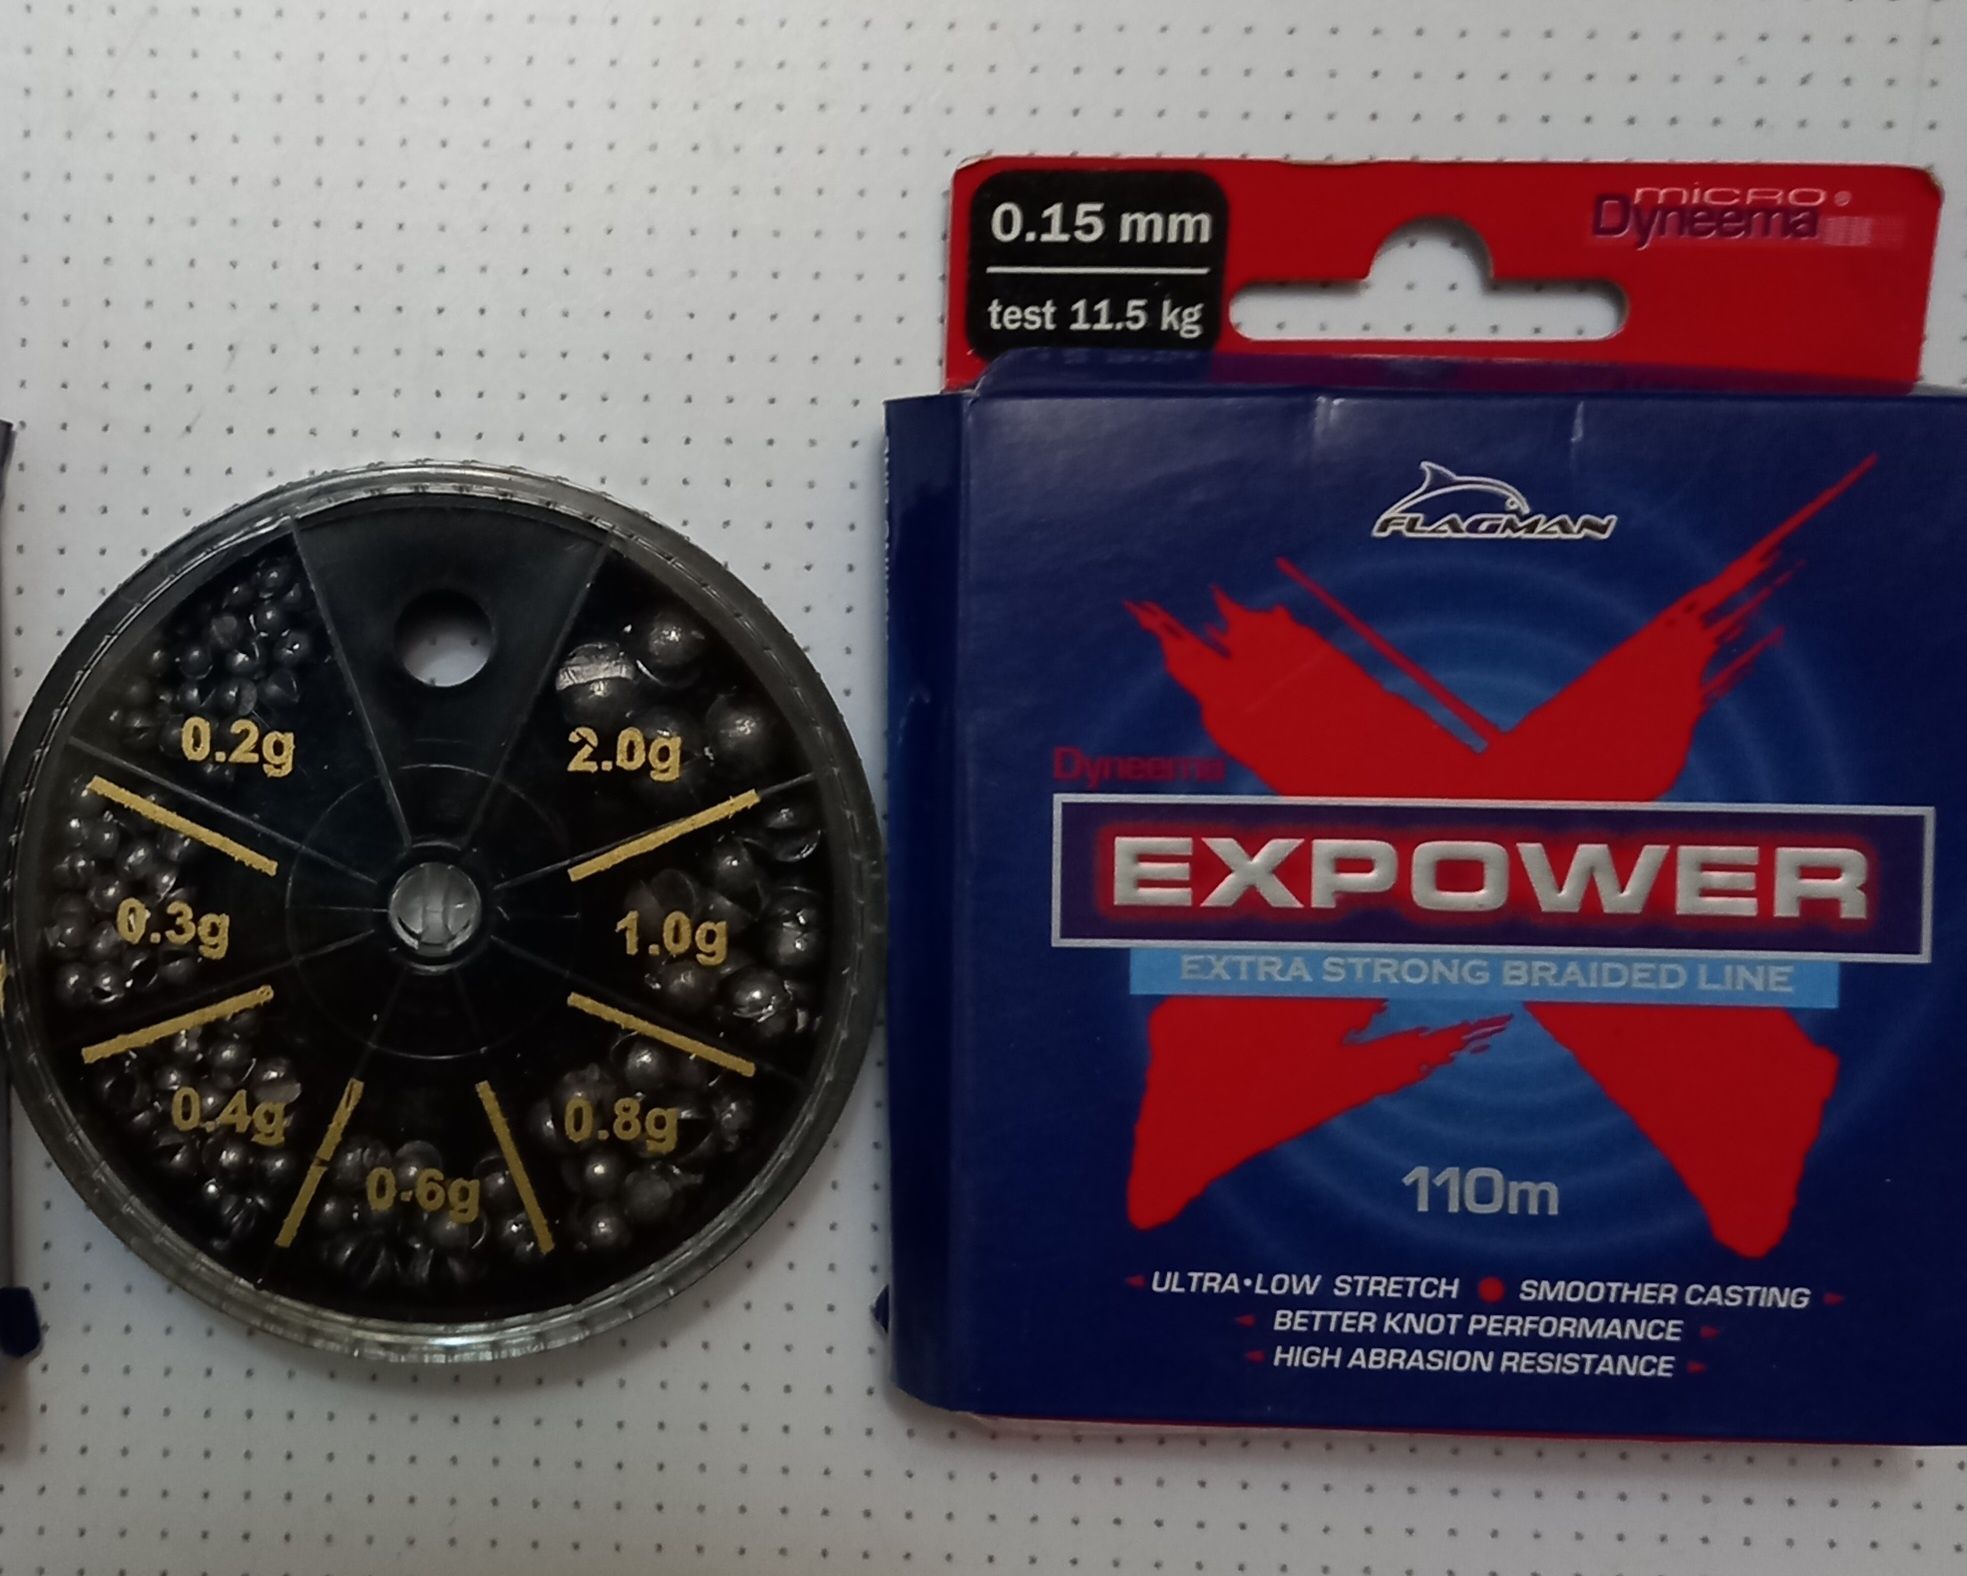 0.2g
2.0g
0.3g
1.0g
0.4g
0.8g
0.6g
0.15 mm
test 11.5 kg
micro®
Dyneema
FLAGMAN
Dyneema
EXPOWER
EXTRA STRONG BRAIDED LINE
110m
ULTRA•LOW STRETCH ● SMOOTHER CASTING
BETTER KNOT PERFORMANCE
HIGH ABRASION RESISTANCE